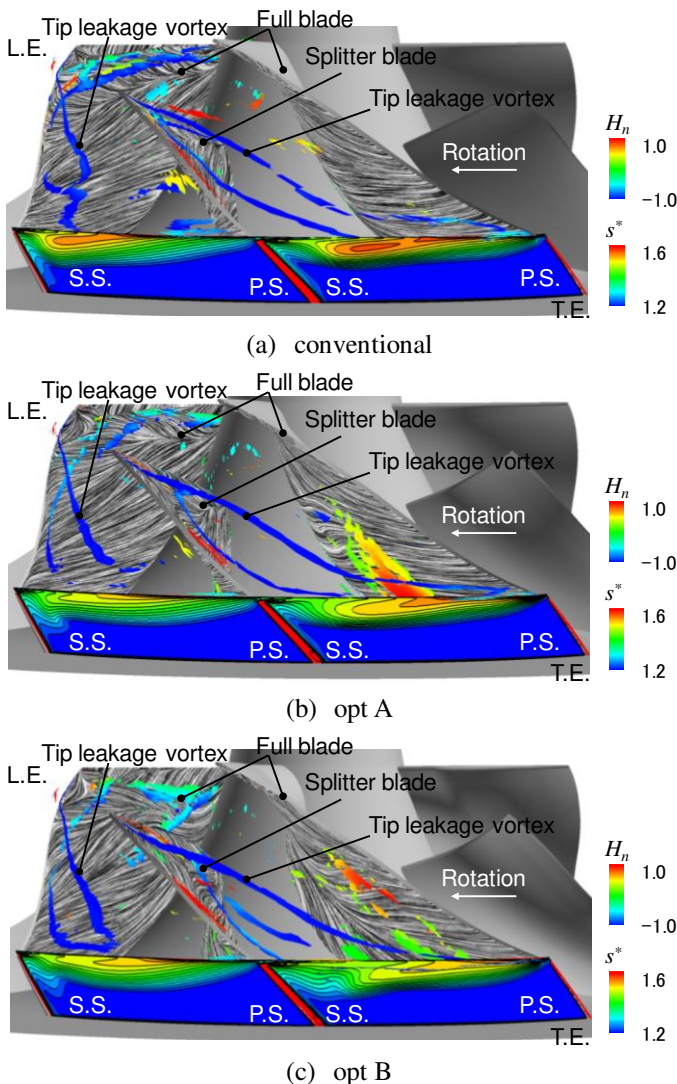 Tip leakage vortex
Full blade
L.E.
Splitter blade
Tip leakage vortex
Rotation
Hn
1.0
−1.0
s*
1.6
1.2
S.S.
P.S.
S.S.
P.S.
T.E.
(a) conventional
Tip leakage vortex
Full blade
L.E.
Splitter blade
Tip leakage vortex
Rotation
Hn
1.0
−1.0
s*
1.6
1.2
S.S.
P.S.
S.S.
P.S.
T.E.
(b) opt A
Tip leakage vortex
Full blade
L.E.
Splitter blade
Tip leakage vortex
Rotation
Hn
1.0
−1.0
s*
1.6
1.2
S.S.
P.S.
S.S.
P.S.
T.E.
(c) opt B